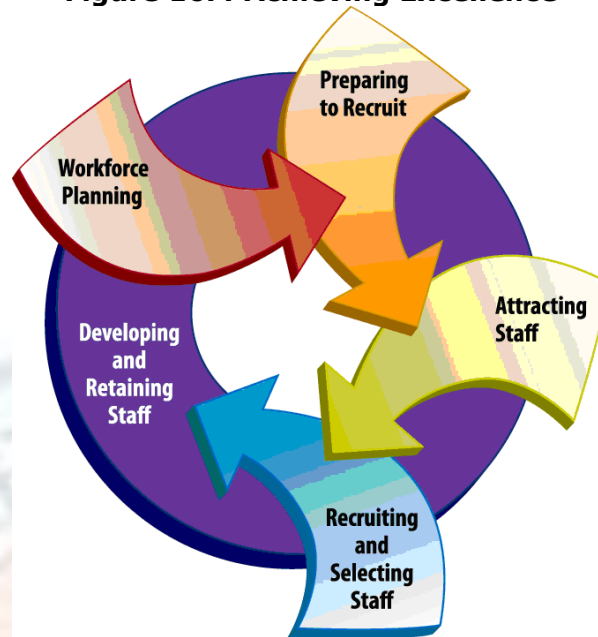 Preparing
to Recruit
Workforce
Planning
Attracting
Staff
Developing
and
Retaining
Staff
Recruiting
and
Selecting
Staff